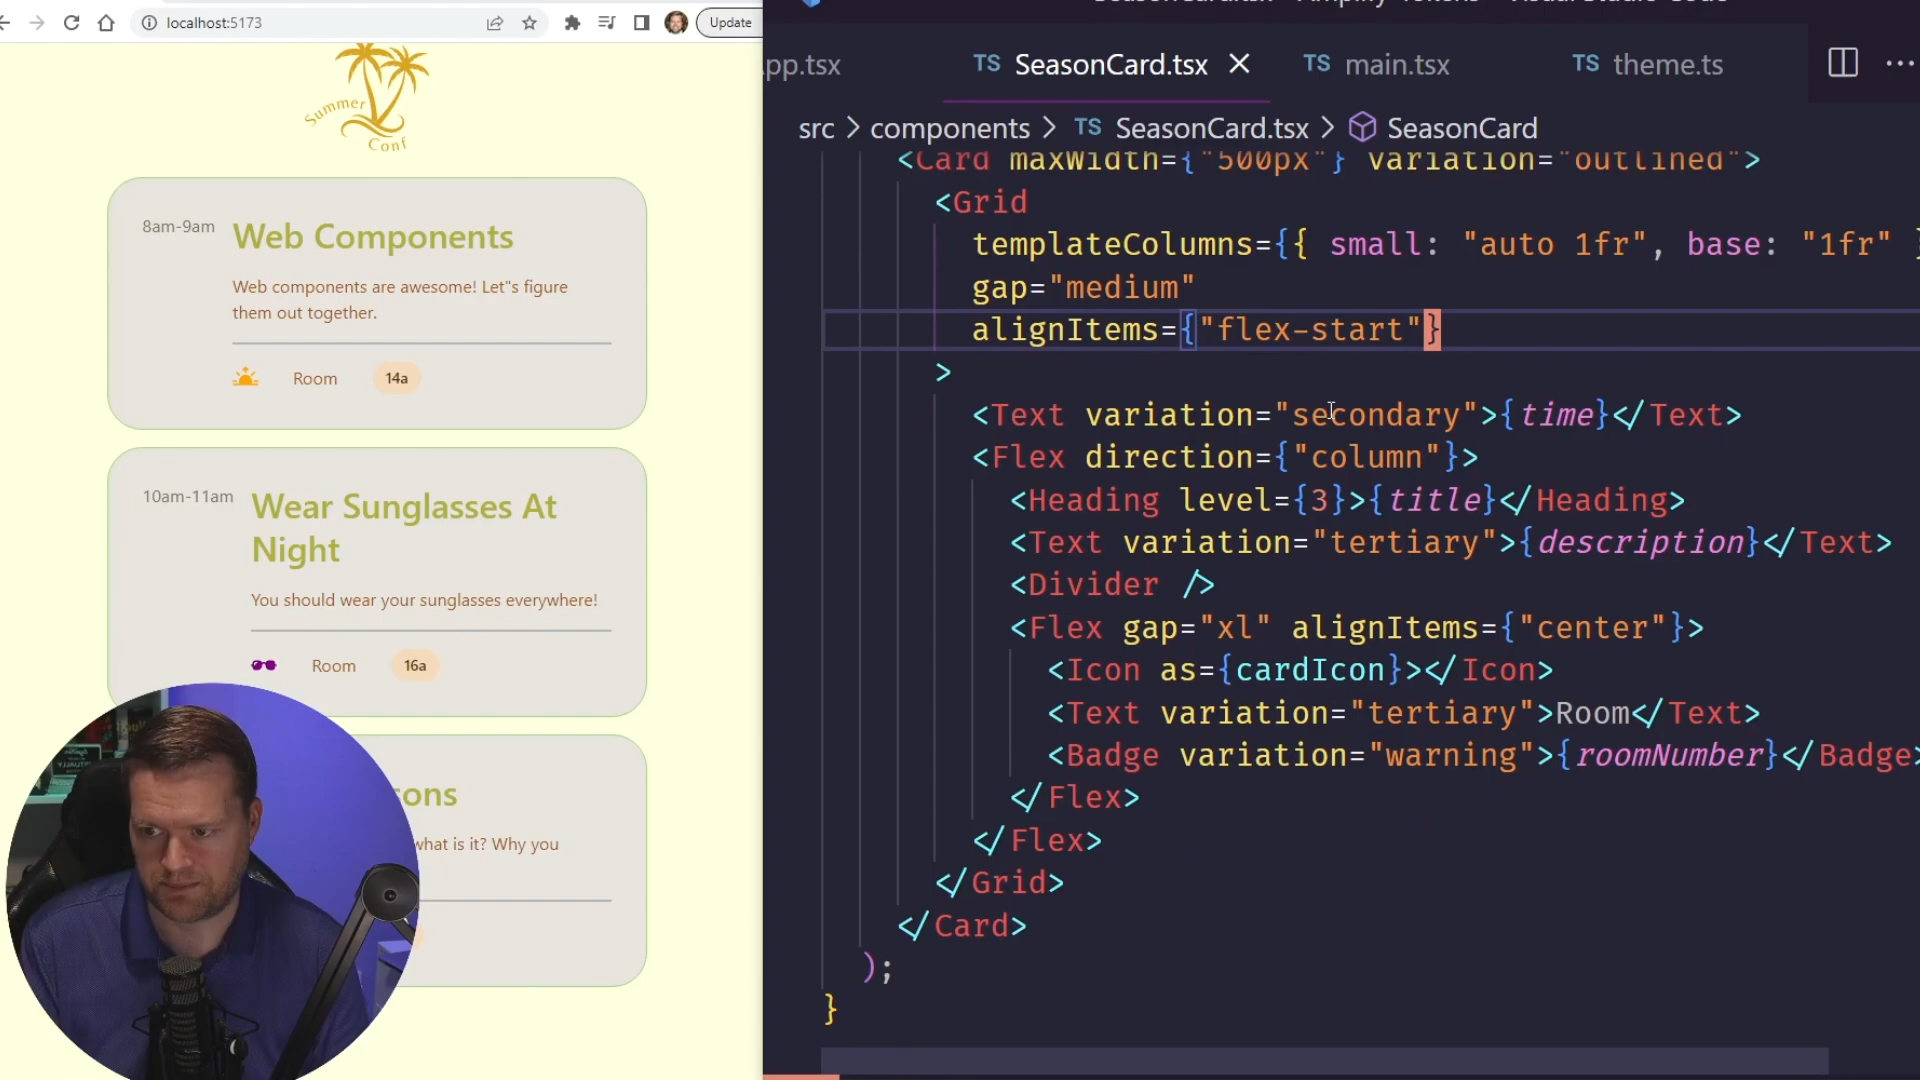 localhost:5173
Update
Summer
Conf
8am-9am
Web Components
Web components are awesome! Let"s figure
them out together.
Room
14a
10am-11am
Wear Sunglasses At
Night
You should wear your sunglasses everywhere!
Room
16a
sons
what is it? Why you
pp.tsx
TS SeasonCard.tsx
TS main.tsx
TS theme.ts
src > components > TS SeasonCard.tsx > SeasonCard
<Card maxWidth={"500px"} variation="outlined">
<Grid
templateColumns={{ small: "auto 1fr", base: "1fr" }
gap="medium"
alignItems={"flex-start"}
>
<Text variation="secondary">{time}</Text>
<Flex direction={"column"}>
<Heading level={3}>{title}</Heading>
<Text variation="tertiary">{description}</Text>
<Divider />
<Flex gap="xl" alignItems={"center"}>
<Icon as={cardIcon}></Icon>
<Text variation="tertiary">Room</Text>
<Badge variation="warning">{roomNumber}</Badge>
</Flex>
</Flex>
</Grid>
</Card>
);
}